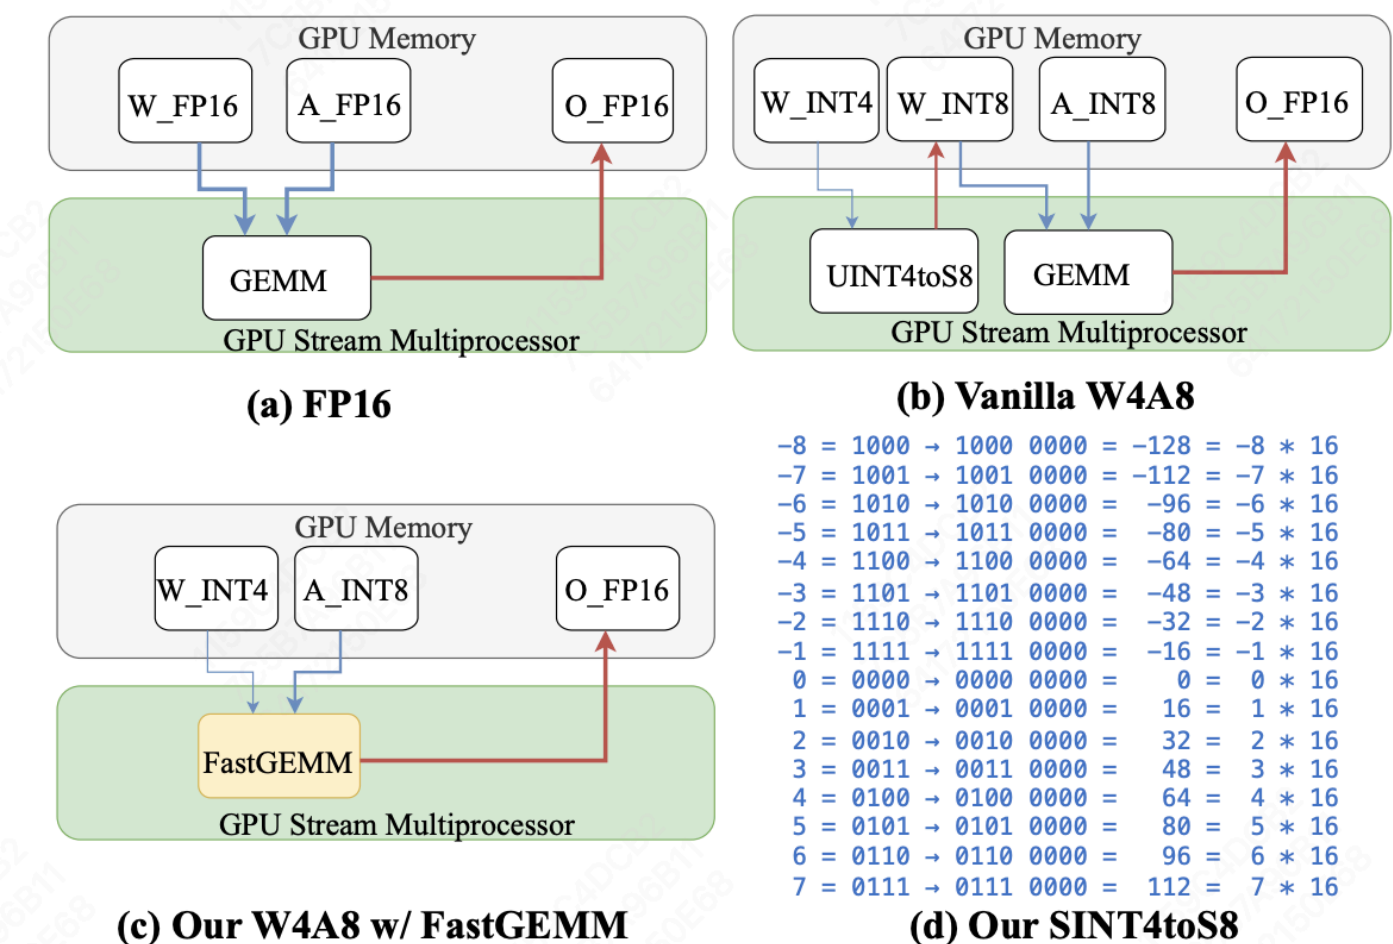 GPU Memory
W_FP16 A_FP16 O_FP16
GEMM
GPU Stream Multiprocessor
(a) FP16
GPU Memory
W_INT4 W_INT8 A_INT8 O_FP16
UINT4toS8 GEMM
GPU Stream Multiprocessor
(b) Vanilla W4A8
GPU Memory
W_INT4 A_INT8 O_FP16
FastGEMM
GPU Stream Multiprocessor
(c) Our W4A8 w/ FastGEMM
-8 = 1000 → 1000 0000 = -128 = -8 * 16
-7 = 1001 → 1001 0000 = -112 = -7 * 16
-6 = 1010 → 1010 0000 = -96 = -6 * 16
-5 = 1011 → 1011 0000 = -80 = -5 * 16
-4 = 1100 → 1100 0000 = -64 = -4 * 16
-3 = 1101 → 1101 0000 = -48 = -3 * 16
-2 = 1110 → 1110 0000 = -32 = -2 * 16
-1 = 1111 → 1111 0000 = -16 = -1 * 16
0 = 0000 → 0000 0000 = 0 = 0 * 16
1 = 0001 → 0001 0000 = 16 = 1 * 16
2 = 0010 → 0010 0000 = 32 = 2 * 16
3 = 0011 → 0011 0000 = 48 = 3 * 16
4 = 0100 → 0100 0000 = 64 = 4 * 16
5 = 0101 → 0101 0000 = 80 = 5 * 16
6 = 0110 → 0110 0000 = 96 = 6 * 16
7 = 0111 → 0111 0000 = 112 = 7 * 16
(d) Our SINT4toS8